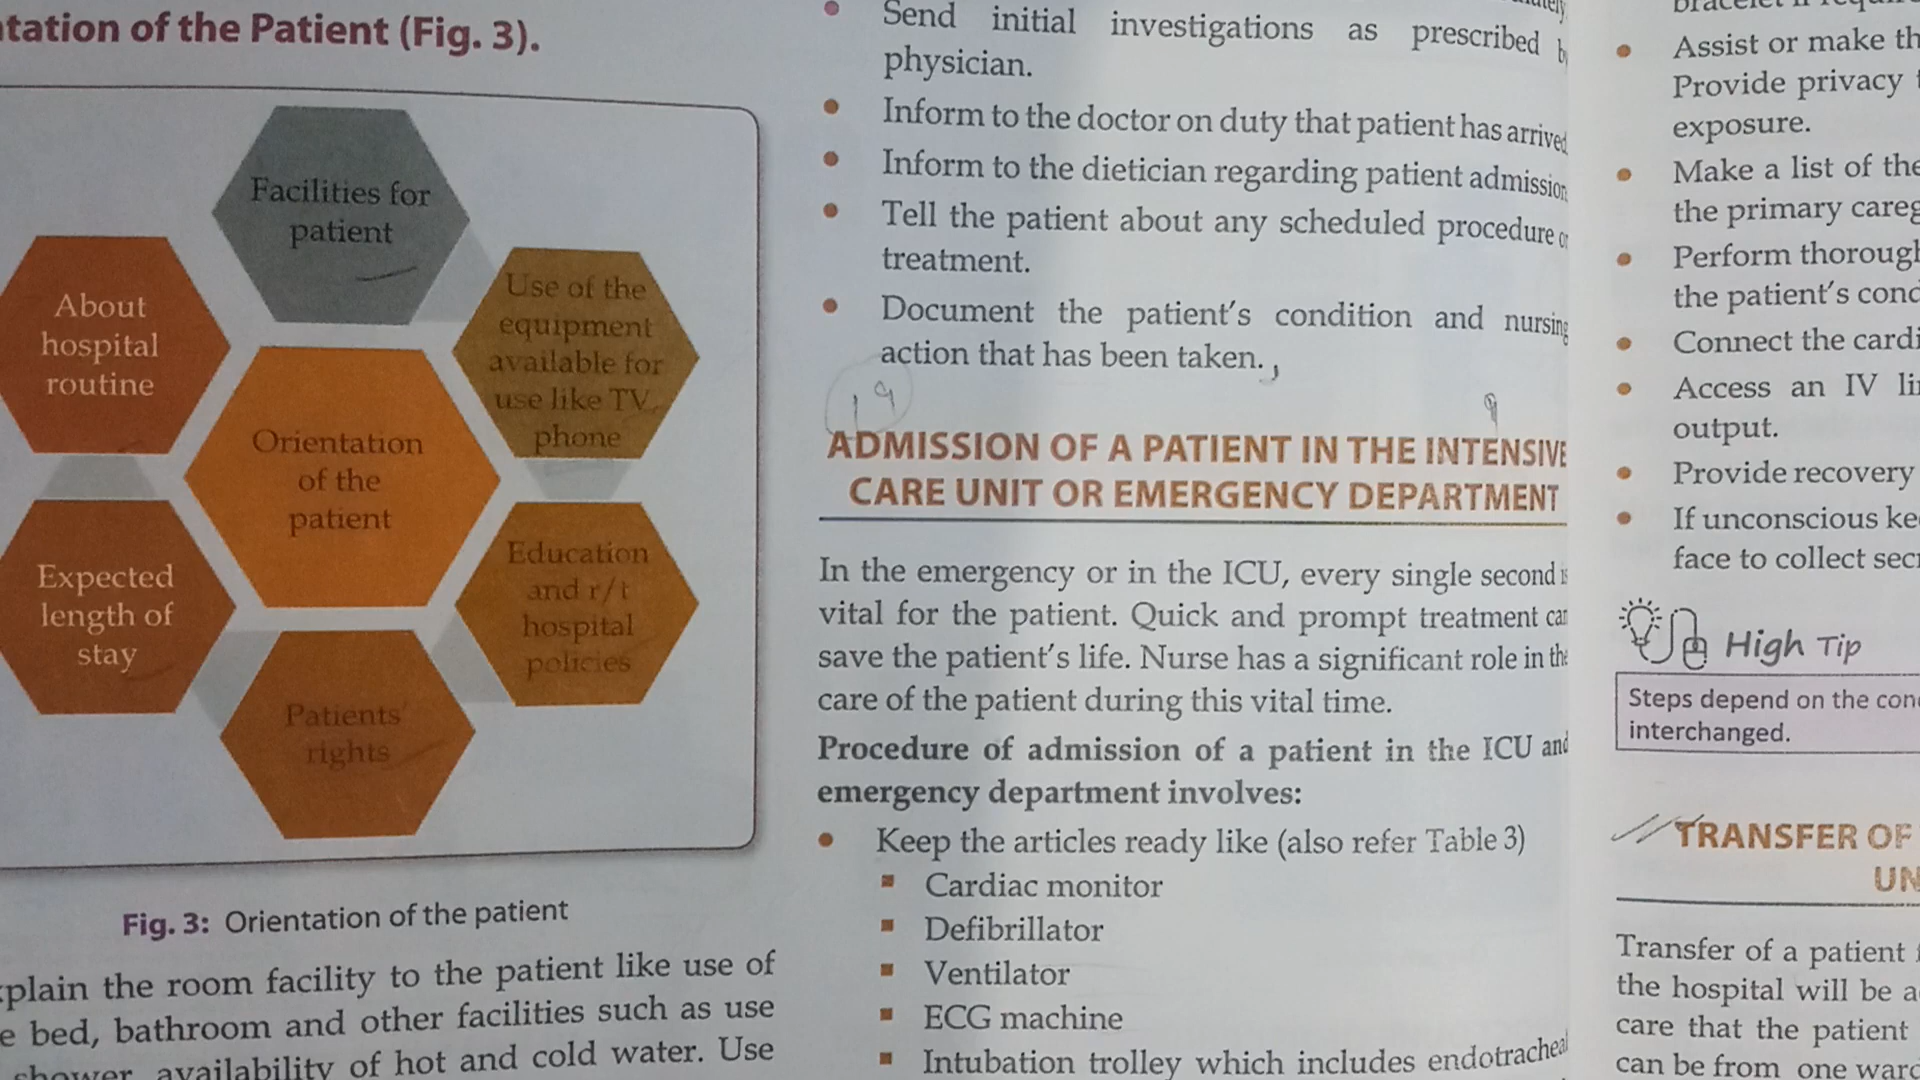 tation of the Patient (Fig. 3).
Facilities for
patient
Use of the
equipment
available for
use like TV,
phone
Education
and r/t
hospital
policies
Patients'
rights
Expected
length of
stay
About
hospital
routine
Orientation
of the
patient
Fig. 3: Orientation of the patient
plain the room facility to the patient like use of
e bed, bathroom and other facilities such as use
shower, availability of hot and cold water. Use
Send initial investigations as prescribed
physician.
Inform to the doctor on duty that patient has arrived
Inform to the dietician regarding patient admission
Tell the patient about any scheduled procedure or
treatment.
Document the patient's condition and nursing
action that has been taken.
19
ADMISSION OF A PATIENT IN THE INTENSIVE
CARE UNIT OR EMERGENCY DEPARTMENT
In the emergency or in the ICU, every single second is
vital for the patient. Quick and prompt treatment can
save the patient's life. Nurse has a significant role in the
care of the patient during this vital time.
Procedure of admission of a patient in the ICU and
emergency department involves:
Keep the articles ready like (also refer Table 3)
Cardiac monitor
Defibrillator
Ventilator
ECG machine
Intubation trolley which includes endotracheal
Assist or make th
Provide privacy
exposure.
Make a list of the
the primary careg
Perform thorough
the patient's cond
Connect the cardi
Access an IV li
output.
Provide recovery
If unconscious ke
face to collect secr
High Tip
Steps depend on the con
interchanged.
TRANSFER OF
UN
Transfer of a patient
the hospital will be a
care that the patient
can be from one ward